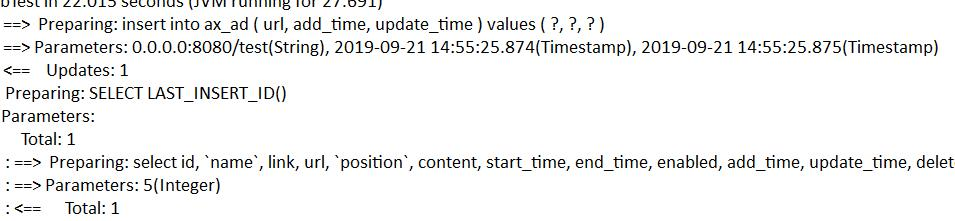 bTest in 22.015 seconds (JVM running for 27.691)
==> Preparing: insert into ax_ad ( url, add_time, update_time ) values ( ?, ?, ? )
==> Parameters: 0.0.0.0:8080/test(String), 2019-09-21 14:55:25.874(Timestamp), 2019-09-21 14:55:25.875(Timestamp)
<== Updates: 1
Preparing: SELECT LAST_INSERT_ID()
Parameters:
Total: 1
: ==> Preparing: select id, `name`, link, url, `position`, content, start_time, end_time, enabled, add_time, update_time, delet
: ==> Parameters: 5(Integer)
: <== Total: 1